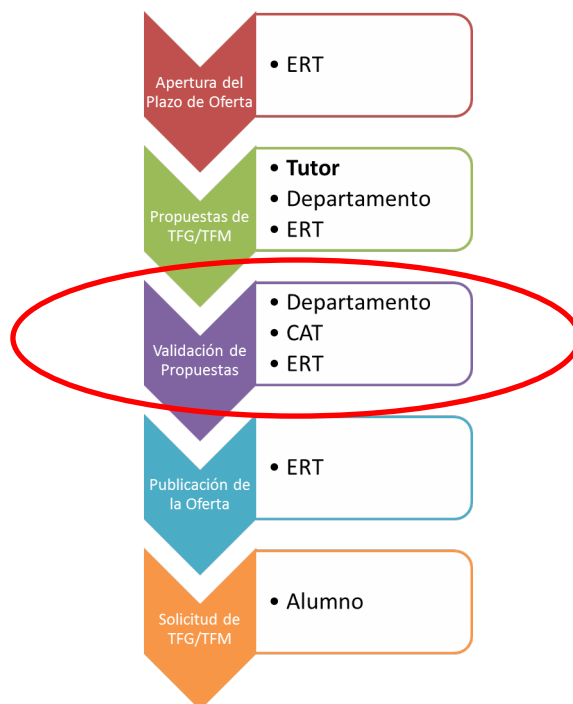 Apertura del
Plazo de Oferta
• ERT
Propuestas de
TFG/TFM
• Tutor
• Departamento
• ERT
Validación de
Propuestas
• Departamento
• CAT
• ERT
Publicación de
la Oferta
• ERT
Solicitud de
TFG/TFM
• Alumno